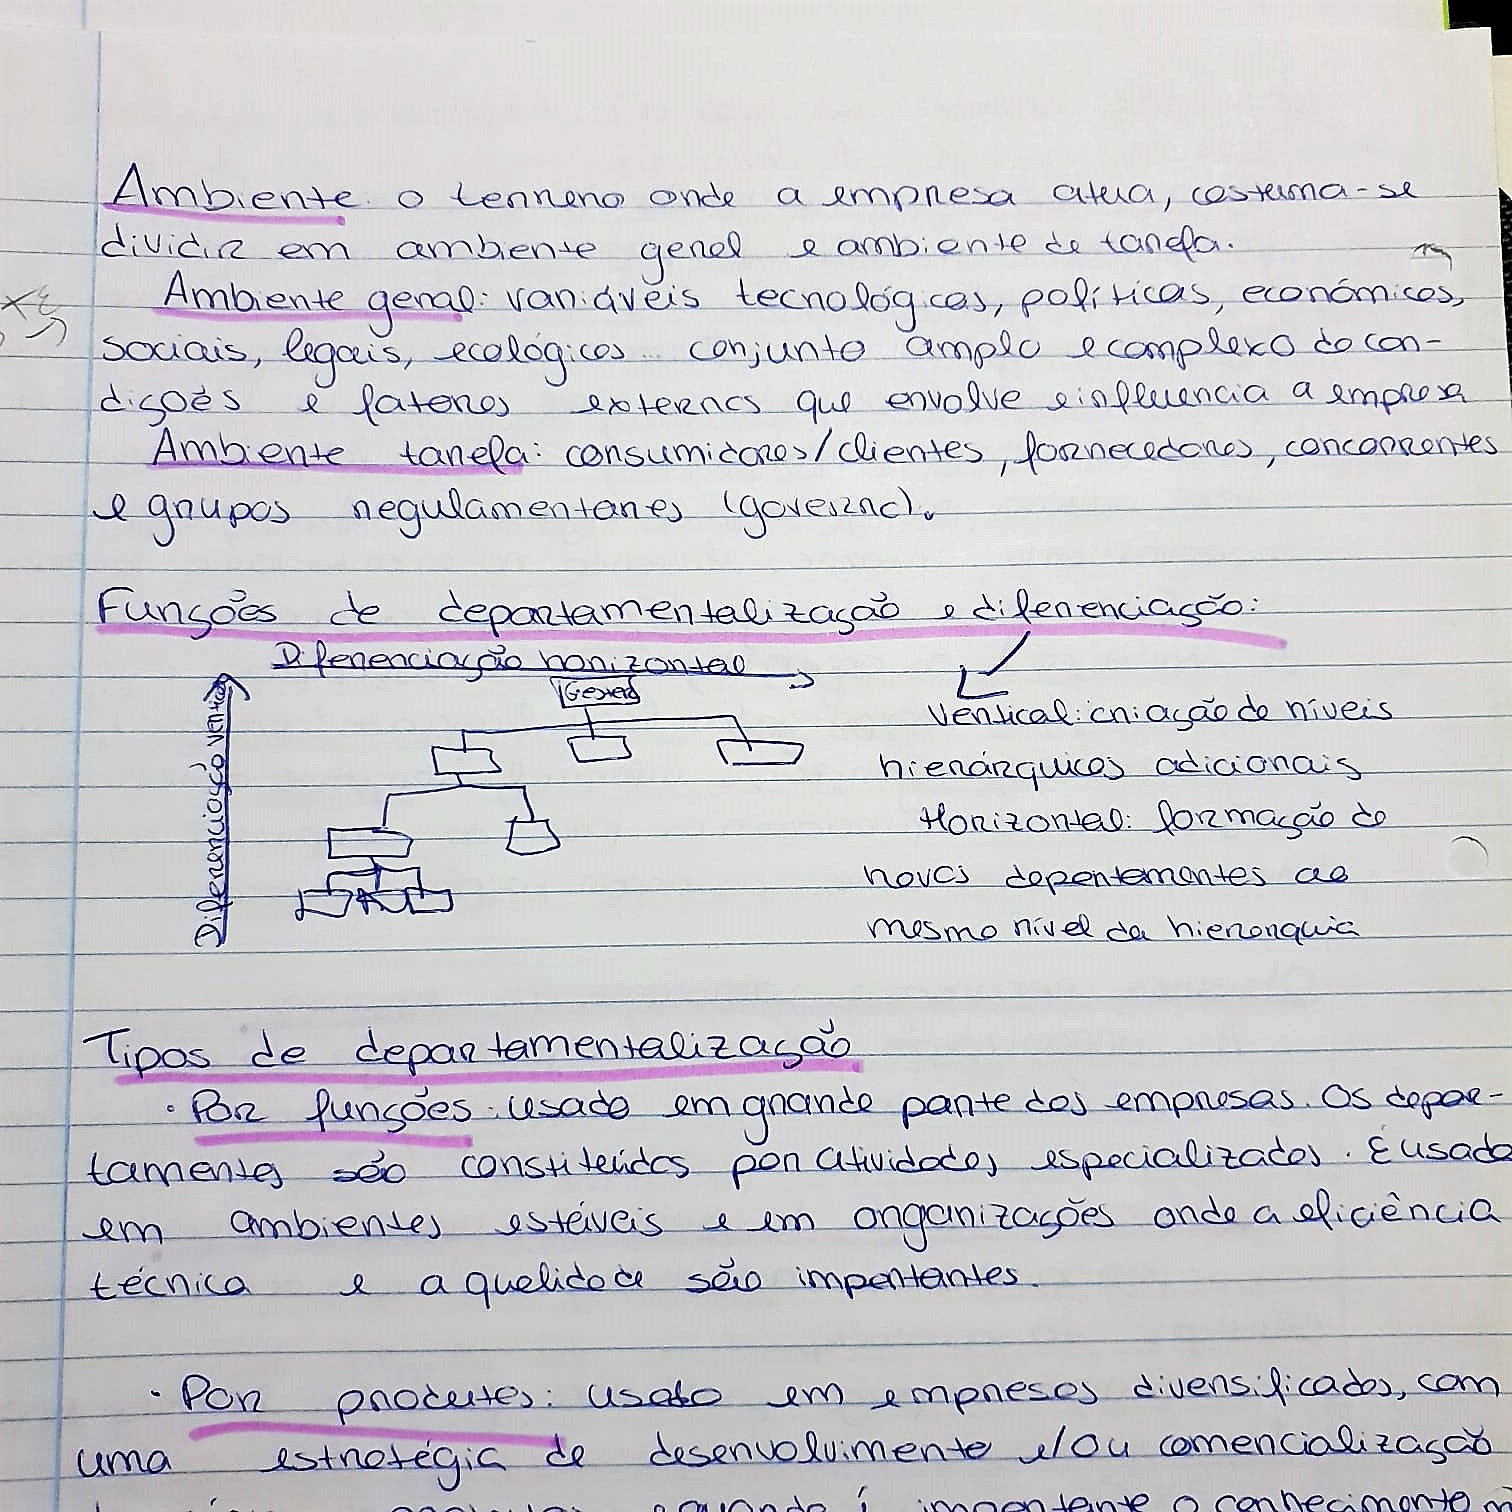 Ambiente o terreno onde a empresa atua, costuma-se
dividir em ambiente geral e ambiente de tarefa.
Ambiente geral: variáveis tecnológicas, políticas, económicas,
sociais, legais, ecológicas... conjunto amplo e complexo de con-
dições e fatores externos que envolve e influencia a empresa
Ambiente tarefa: consumidores/clientes, fornecedores, concorrentes
e grupos regulamentares (governo).
Funções de departamentalização e diferenciação:
Diferenciação horizontal
Diferenciação vertical
Vertical: criação de níveis
hierárquicos adicionais
Horizontal: formação de
novos departamentos ao
mesmo nível da hierarquia
Tipos de departamentalização
· Por funções: usado em grande parte das empresas. Os depar-
tamentos são constituídos por atividades especializadas. É usado
em ambientes estáveis e em organizações onde a eficiência
técnica e a qualidade são importantes.
· Por produtos: usado em empresas diversificadas, com
uma estratégia de desenvolvimento e/ou comercialização
quando é importante o conhecimento